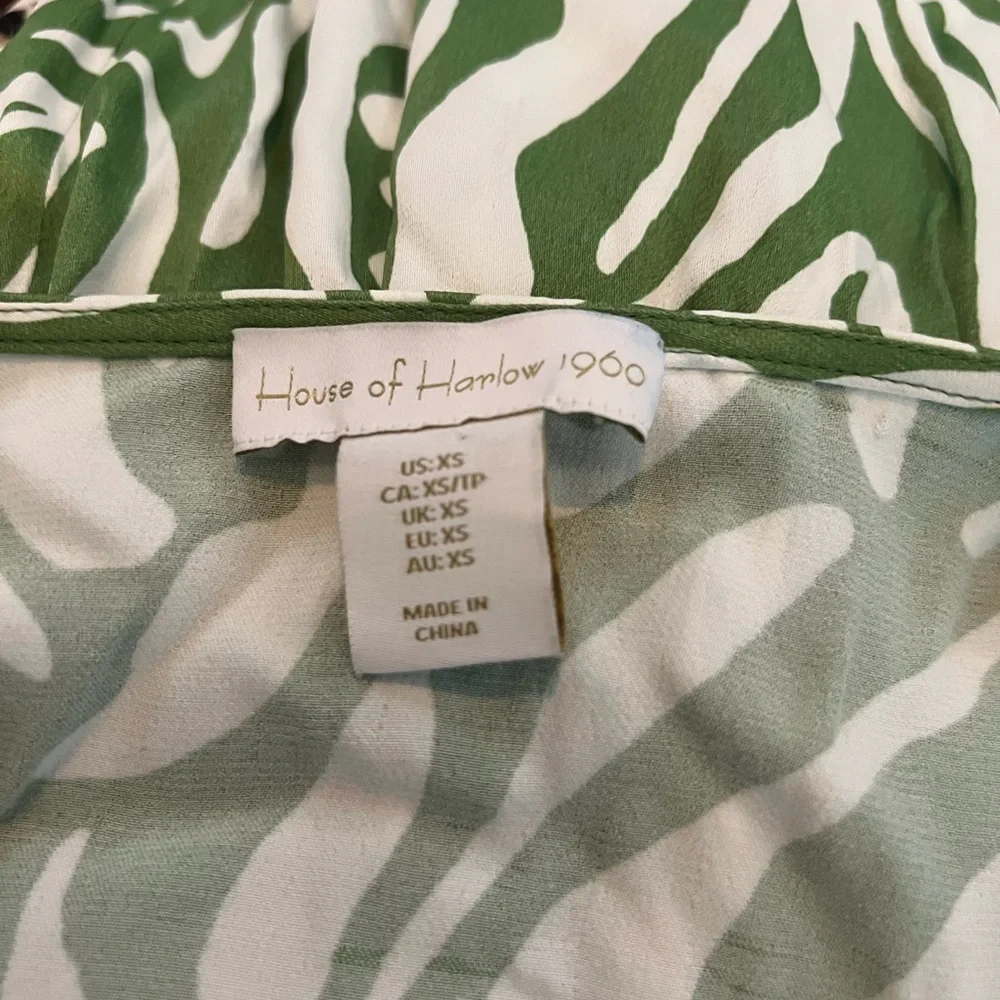 House of Harlow 1960
US: XS
CA: XS/TP
UK: XS
EU: XS
AU: XS
MADE IN
CHINA